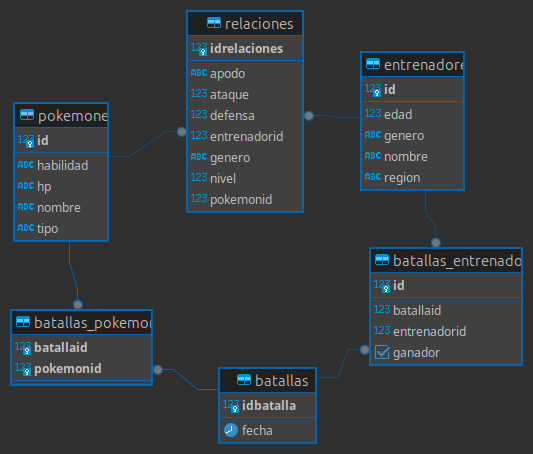 relaciones
123 idrelaciones
ABC apodo
123 ataque
123 defensa
123 entrenadorid
ABC genero
123 nivel
123 pokemonid
entrenadore
123 id
123 edad
ABC genero
ABC nombre
ABC region
pokemone
123 id
ABC habilidad
ABC hp
ABC nombre
ABC tipo
batallas_entrenado
123 id
123 batallaid
123 entrenadorid
ganador
batallas_pokemon
123 batallaid
123 pokemonid
batallas
123 idbatalla
fecha